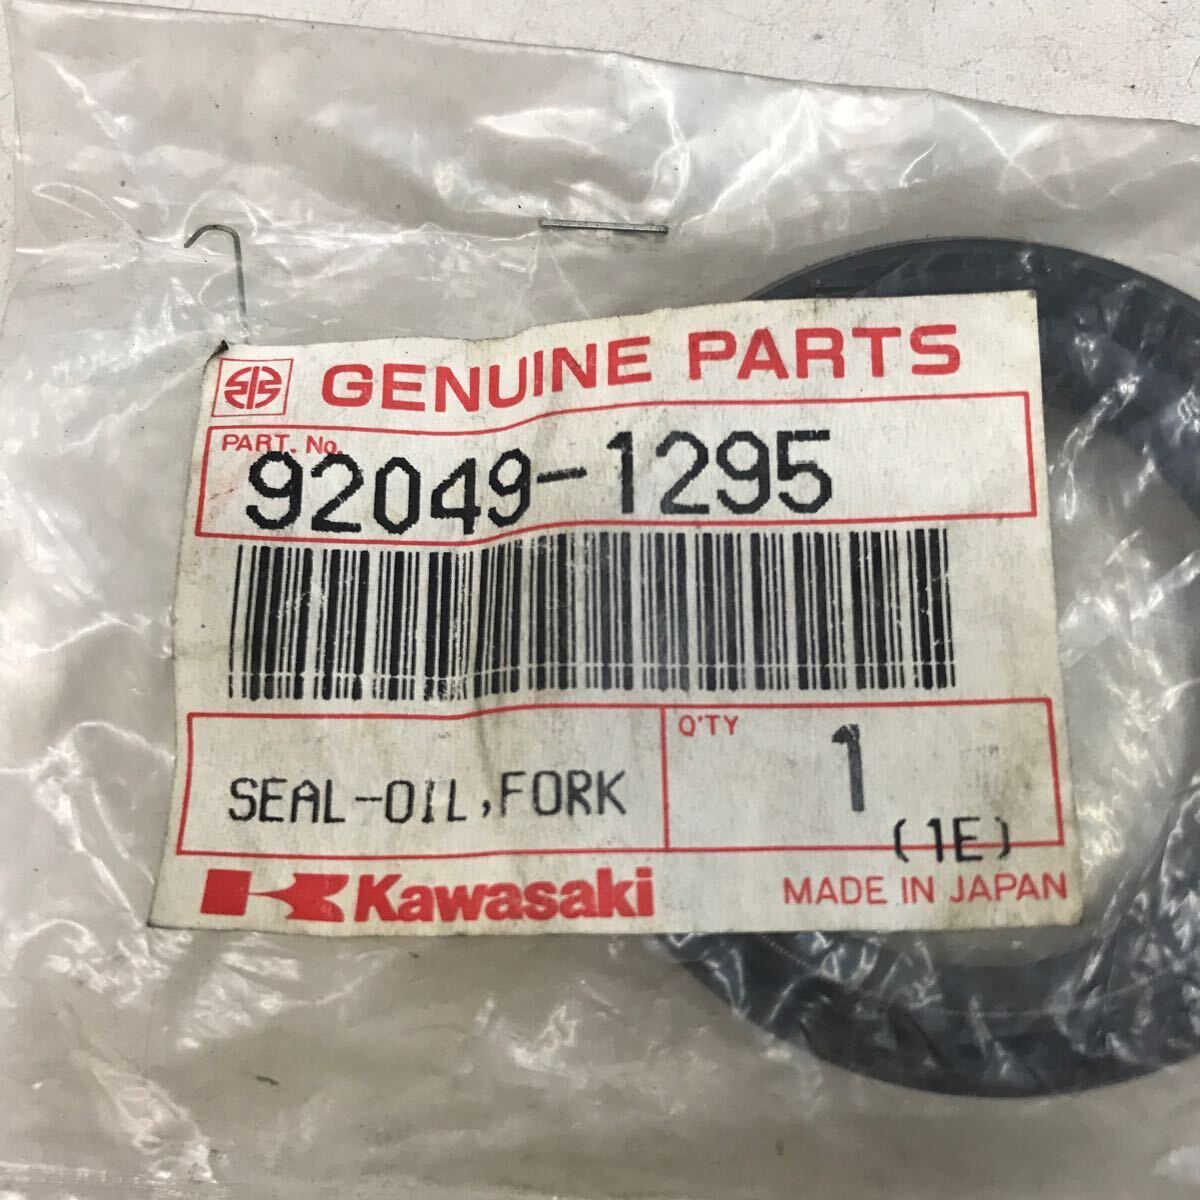 GENUINE PARTS
PART. No.
92049-1295
SEAL-OIL,FORK
Q'TY
1
(1E)
Kawasaki
MADE IN JAPAN